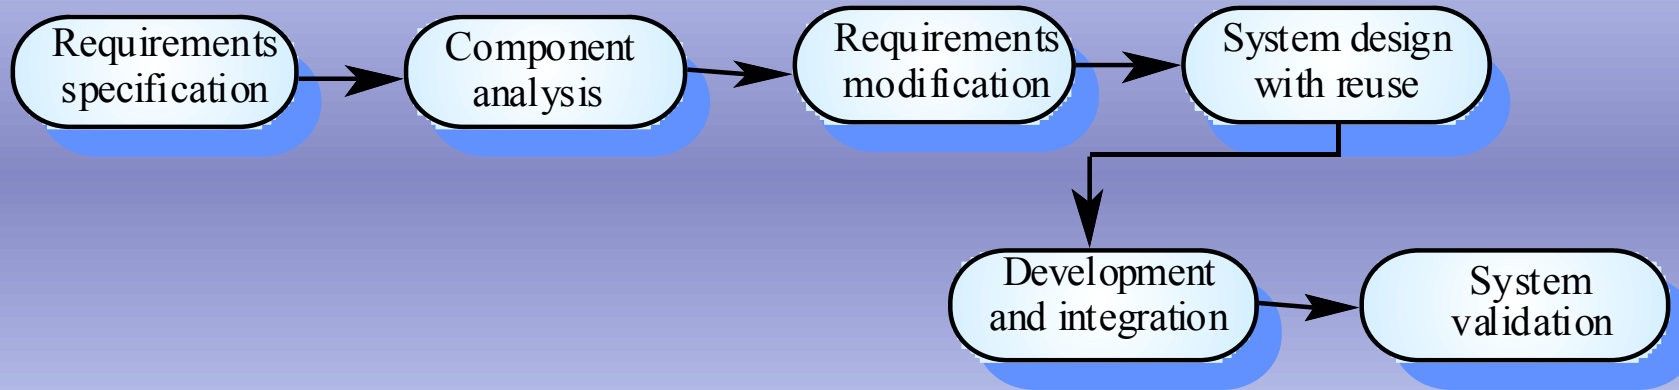 Requirements
specification
Component
analysis
Requirements
modification
System design
with reuse
Development
and integration
System
validation